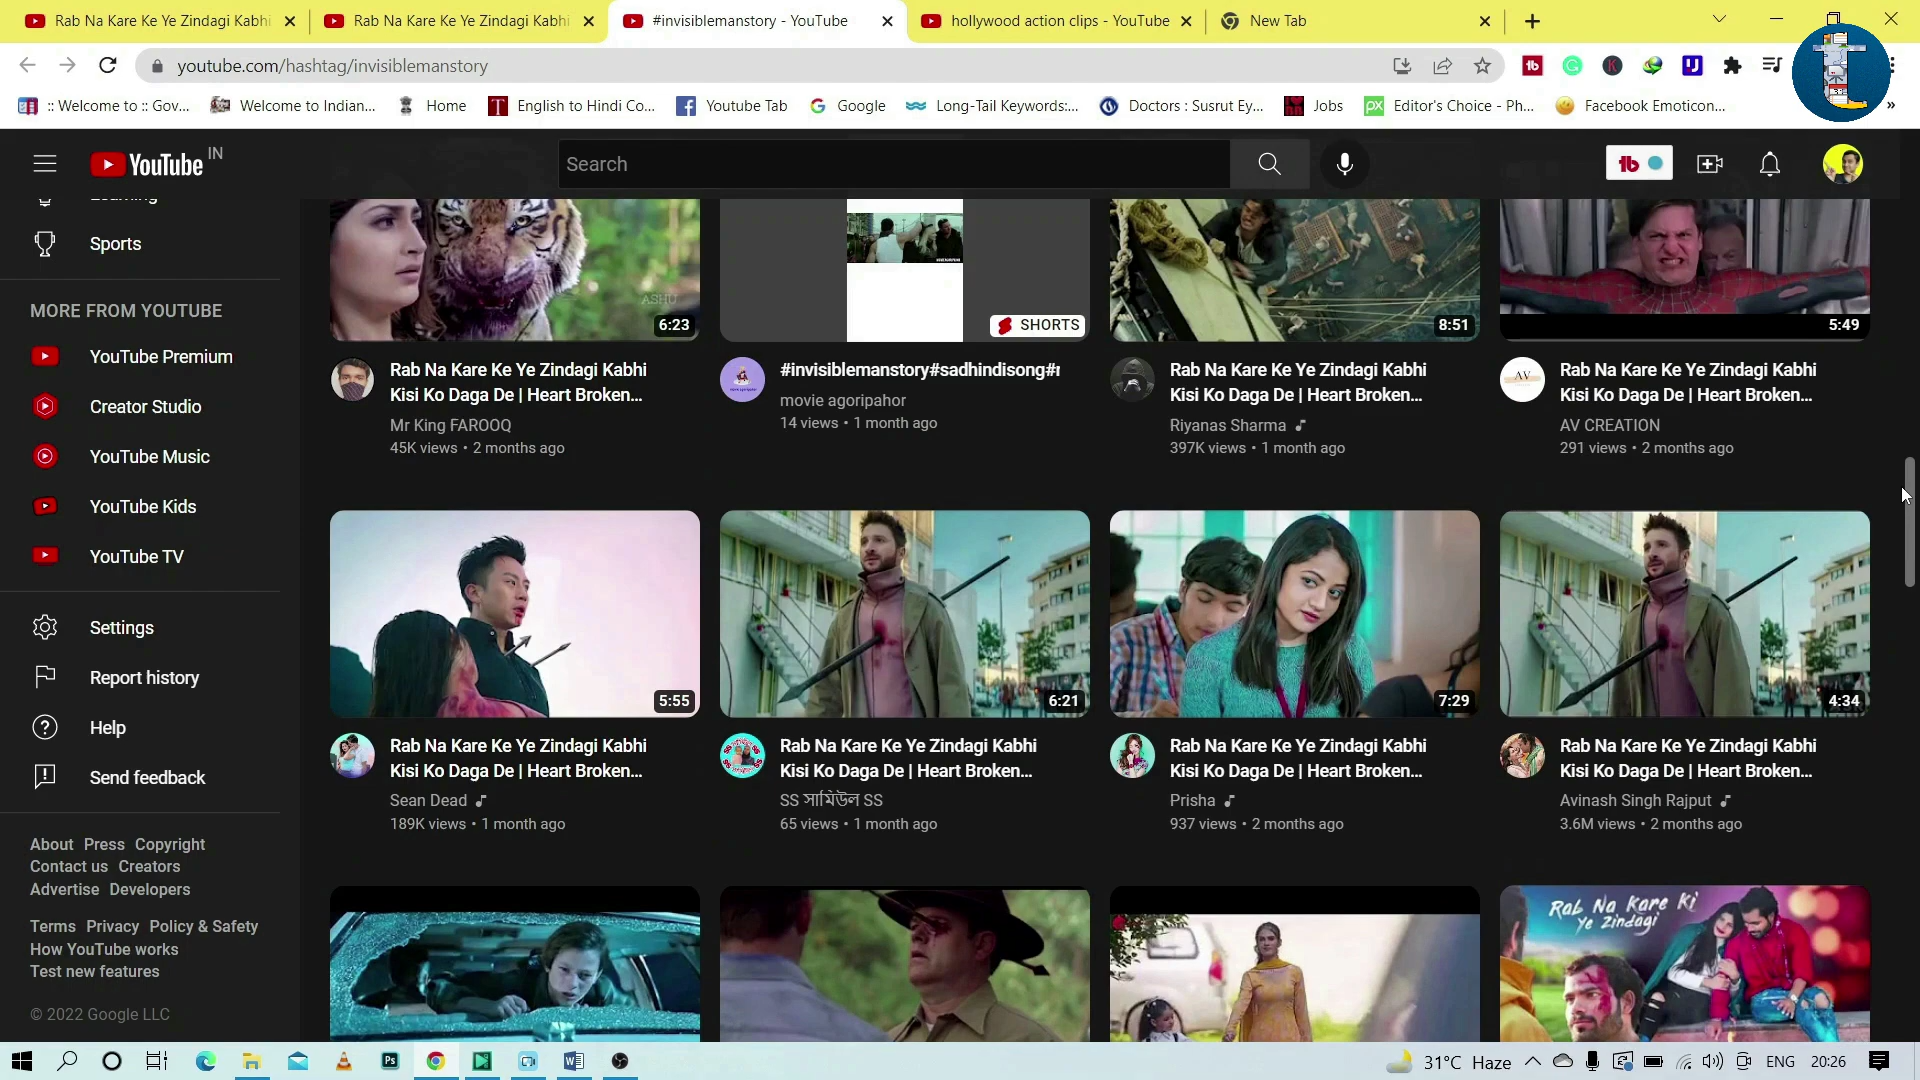 Rab Na Kare Ke Ye Zindagi Kabhi
Rab Na Kare Ke Ye Zindagi Kabhi
#invisiblemanstory - YouTube
hollywood action clips - YouTube
New Tab
youtube.com/hashtag/invisiblemanstory
:: Welcome to :: Gov...
Welcome to Indian...
Home
English to Hindi Co...
Youtube Tab
Google
Long-Tail Keywords:...
Doctors : Susrut Ey...
Jobs
Editor's Choice - Ph...
Facebook Emoticon...
YouTube IN
Search
Learning
Sports
MORE FROM YOUTUBE
YouTube Premium
Creator Studio
YouTube Music
YouTube Kids
YouTube TV
Settings
Report history
Help
Send feedback
About Press Copyright
Contact us Creators
Advertise Developers
Terms Privacy Policy & Safety
How YouTube works
Test new features
© 2022 Google LLC
ASHU
6:23
SHORTS
8:51
5:49
Rab Na Kare Ke Ye Zindagi Kabhi
Kisi Ko Daga De | Heart Broken...
Mr King FAROOQ
45K views • 2 months ago
#invisiblemanstory#sadhindisong#r
movie agoripahor
14 views • 1 month ago
Rab Na Kare Ke Ye Zindagi Kabhi
Kisi Ko Daga De | Heart Broken...
Riyanas Sharma
397K views • 1 month ago
Rab Na Kare Ke Ye Zindagi Kabhi
Kisi Ko Daga De | Heart Broken...
AV CREATION
291 views • 2 months ago
5:55
6:21
7:29
4:34
Rab Na Kare Ke Ye Zindagi Kabhi
Kisi Ko Daga De | Heart Broken...
Sean Dead
189K views • 1 month ago
Rab Na Kare Ke Ye Zindagi Kabhi
Kisi Ko Daga De | Heart Broken...
SS সামিউল SS
65 views • 1 month ago
Rab Na Kare Ke Ye Zindagi Kabhi
Kisi Ko Daga De | Heart Broken...
Prisha
937 views • 2 months ago
Rab Na Kare Ke Ye Zindagi Kabhi
Kisi Ko Daga De | Heart Broken...
Avinash Singh Rajput
3.6M views • 2 months ago
Rab Na Kare Ki
Ye Zindagi
31°C Haze
ENG
20:26